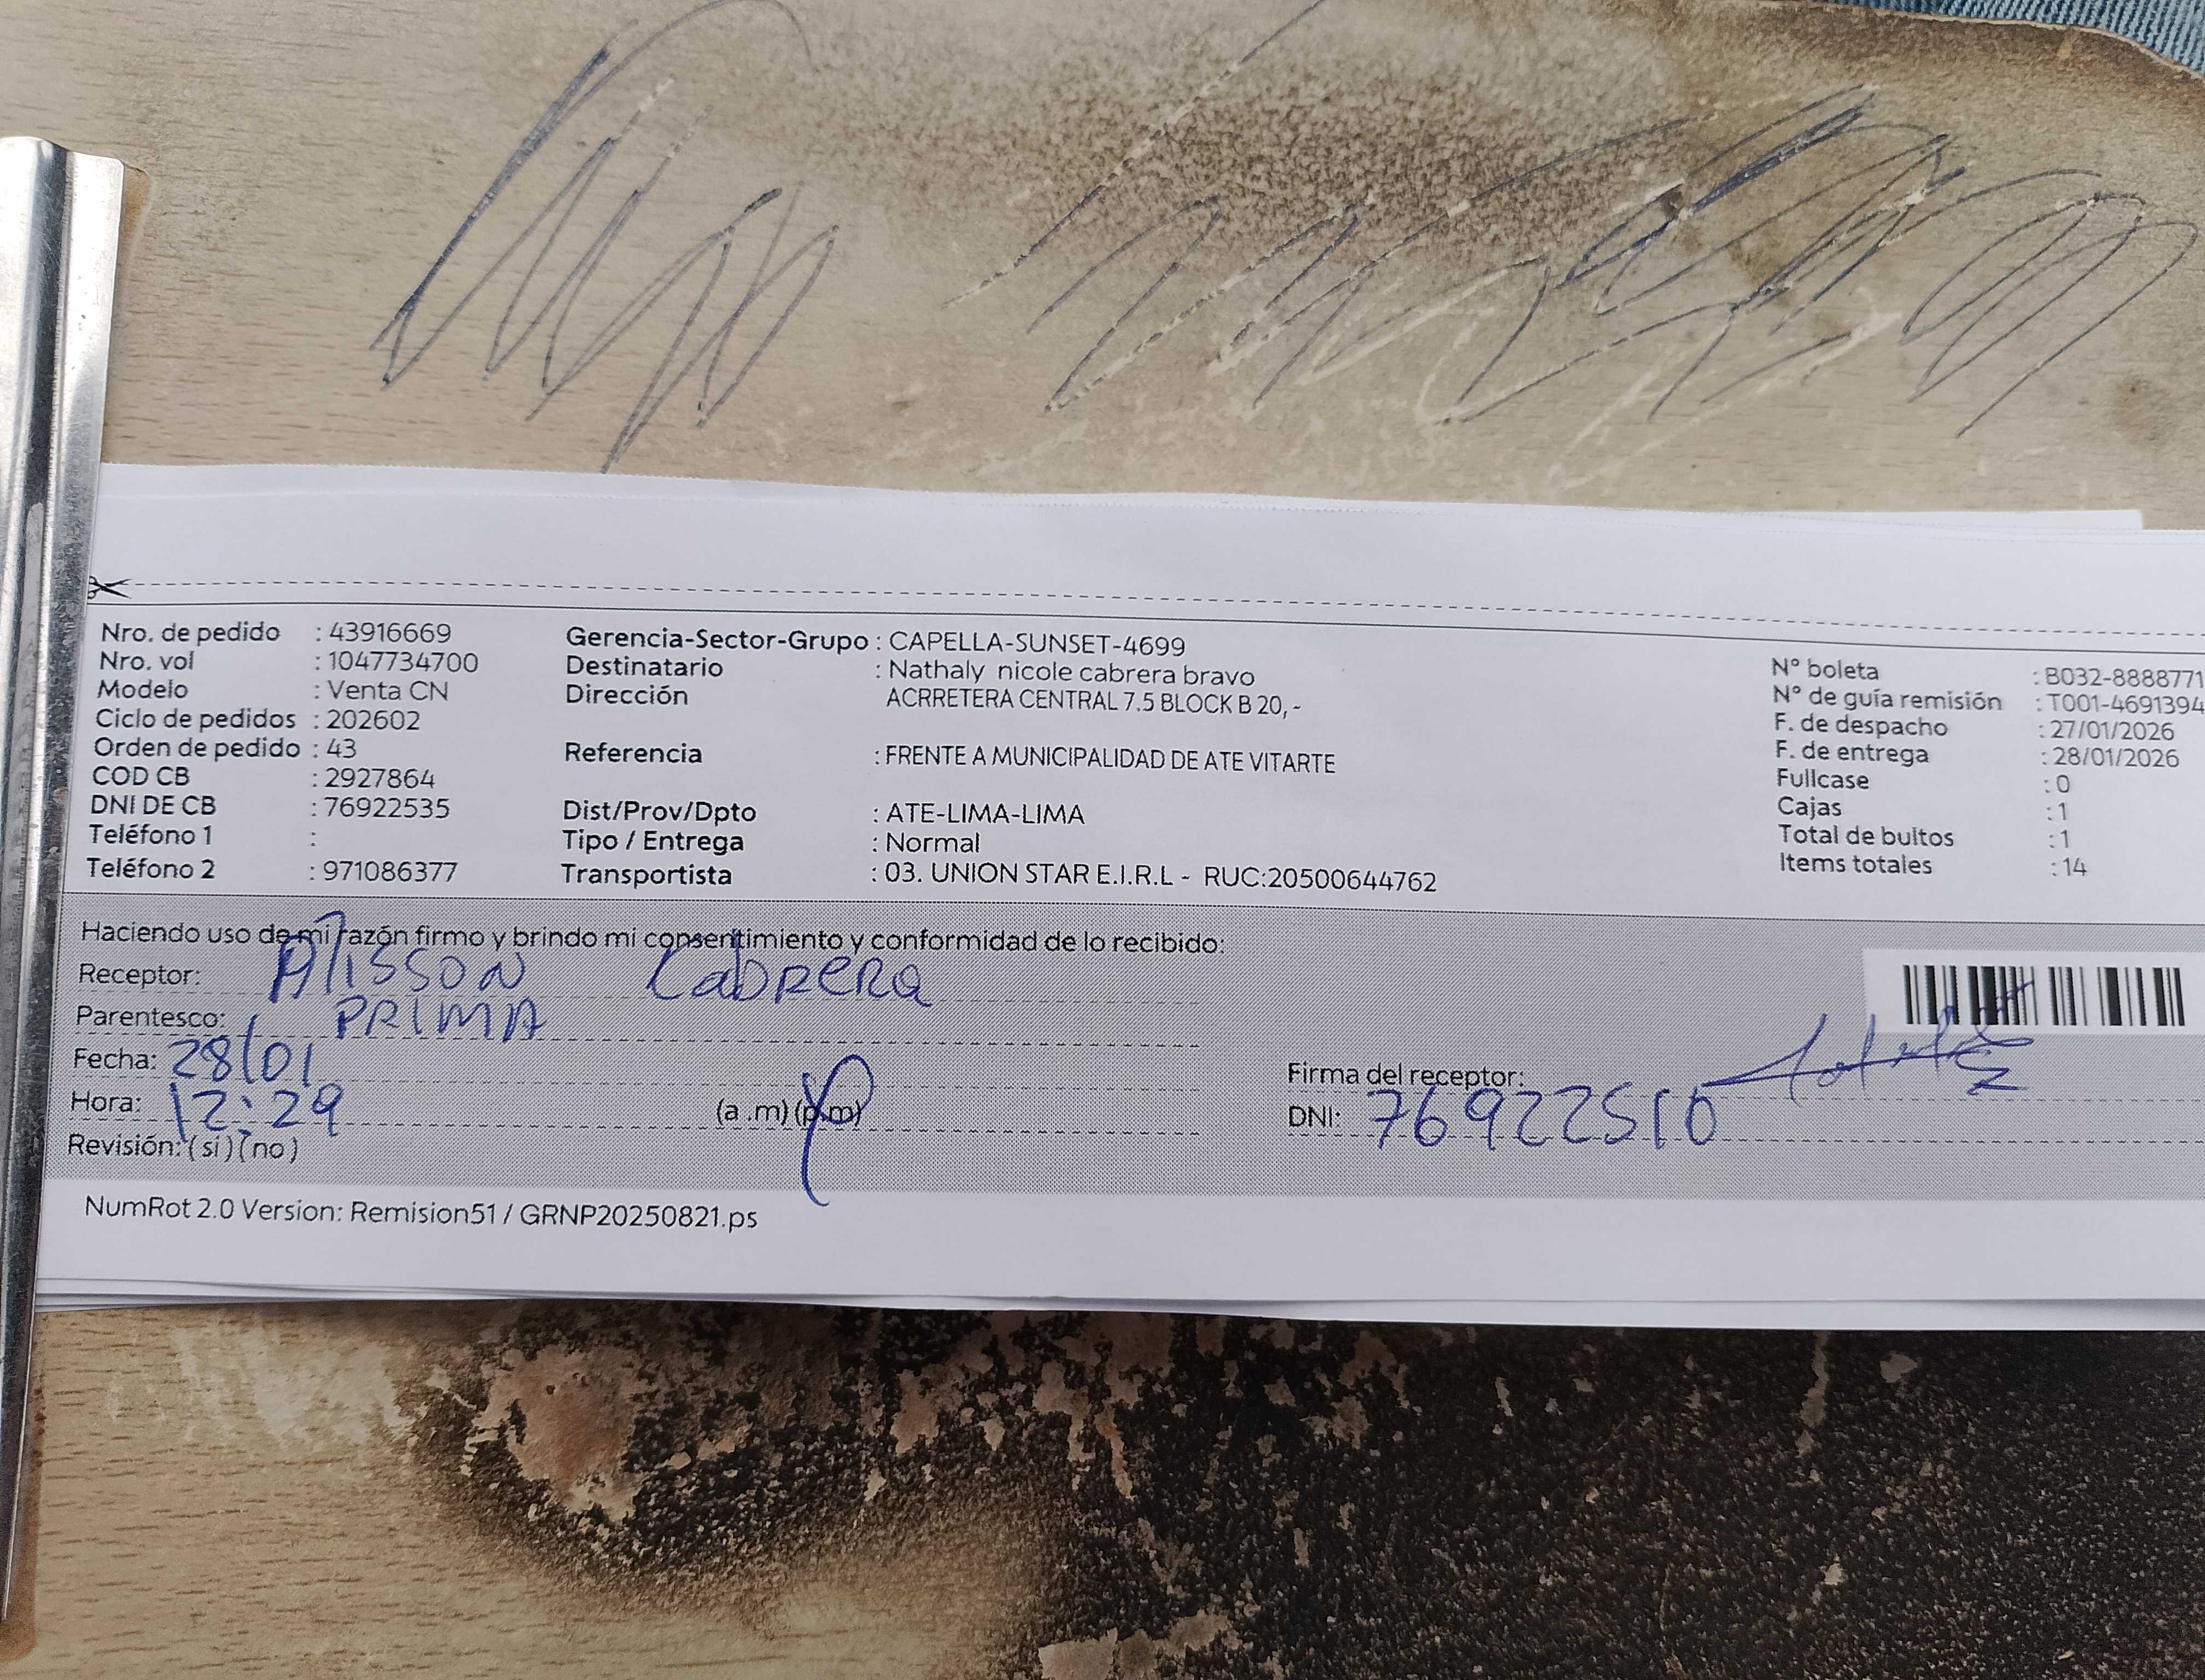 Nro. de pedido : 43916669
Nro. vol : 1047734700
Modelo : Venta CN
Ciclo de pedidos : 202602
Orden de pedido : 43
COD CB : 2927864
DNI DE CB : 76922535
Teléfono 1 :
Teléfono 2 : 971086377
Gerencia-Sector-Grupo : CAPELLA-SUNSET-4699
Destinatario : Nathaly nicole cabrera bravo
Dirección ACRRETERA CENTRAL 7.5 BLOCK B 20, -
Referencia : FRENTE A MUNICIPALIDAD DE ATE VITARTE
Dist/Prov/Dpto : ATE-LIMA-LIMA
Tipo / Entrega : Normal
Transportista : 03. UNION STAR E.I.R.L - RUC:20500644762
N° boleta : B032-8888771
N° de guía remisión : T001-4691394
F. de despacho : 27/01/2026
F. de entrega : 28/01/2026
Fullcase : 0
Cajas : 1
Total de bultos : 1
Items totales : 14
Haciendo uso de mi razón firmo y brindo mi consentimiento y conformidad de lo recibido:
Receptor: Alisson Cabrera
Parentesco: PRIMA
Fecha: 28/01
Hora: 12:29 (a .m) (p.m)
Revisión: (si) (no)
Firma del receptor:
DNI: 76922510
NumRot 2.0 Version: Remision51 / GRNP20250821.ps